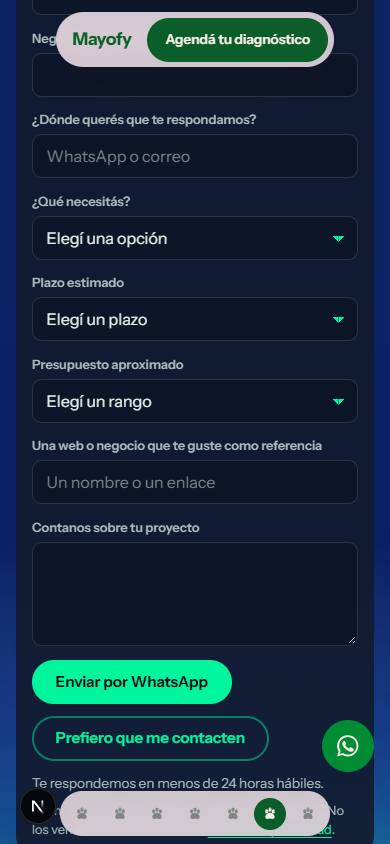 Mayofy
Agendá tu diagnóstico
¿Dónde querés que te respondamos?
WhatsApp o correo
¿Qué necesitás?
Elegí una opción
Plazo estimado
Elegí un plazo
Presupuesto aproximado
Elegí un rango
Una web o negocio que te guste como referencia
Un nombre o un enlace
Contanos sobre tu proyecto
Enviar por WhatsApp
Prefiero que me contacten
Te respondemos en menos de 24 horas hábiles.
N
No
los